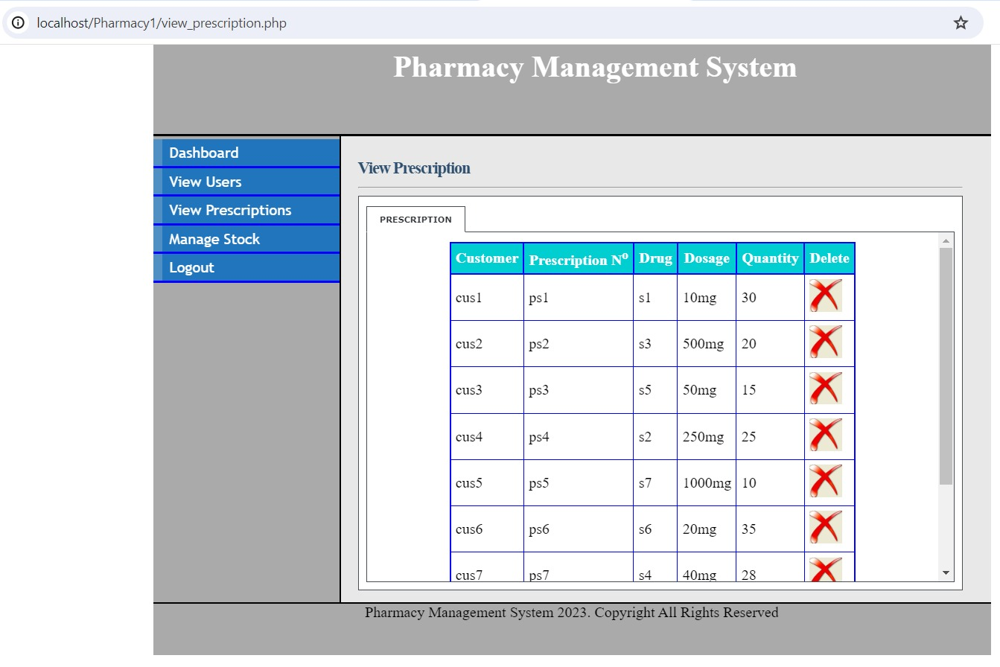 localhost/Pharmacy1/view_prescription.php
Pharmacy Management System
Dashboard
View Users
View Prescriptions
Manage Stock
Logout
View Prescription
PRESCRIPTION
Customer Prescription Nº Drug Dosage Quantity Delete
cus1 ps1 s1 10mg 30
cus2 ps2 s3 500mg 20
cus3 ps3 s5 50mg 15
cus4 ps4 s2 250mg 25
cus5 ps5 s7 1000mg 10
cus6 ps6 s6 20mg 35
cus7 ps7 s4 40mg 28
Pharmacy Management System 2023. Copyright All Rights Reserved